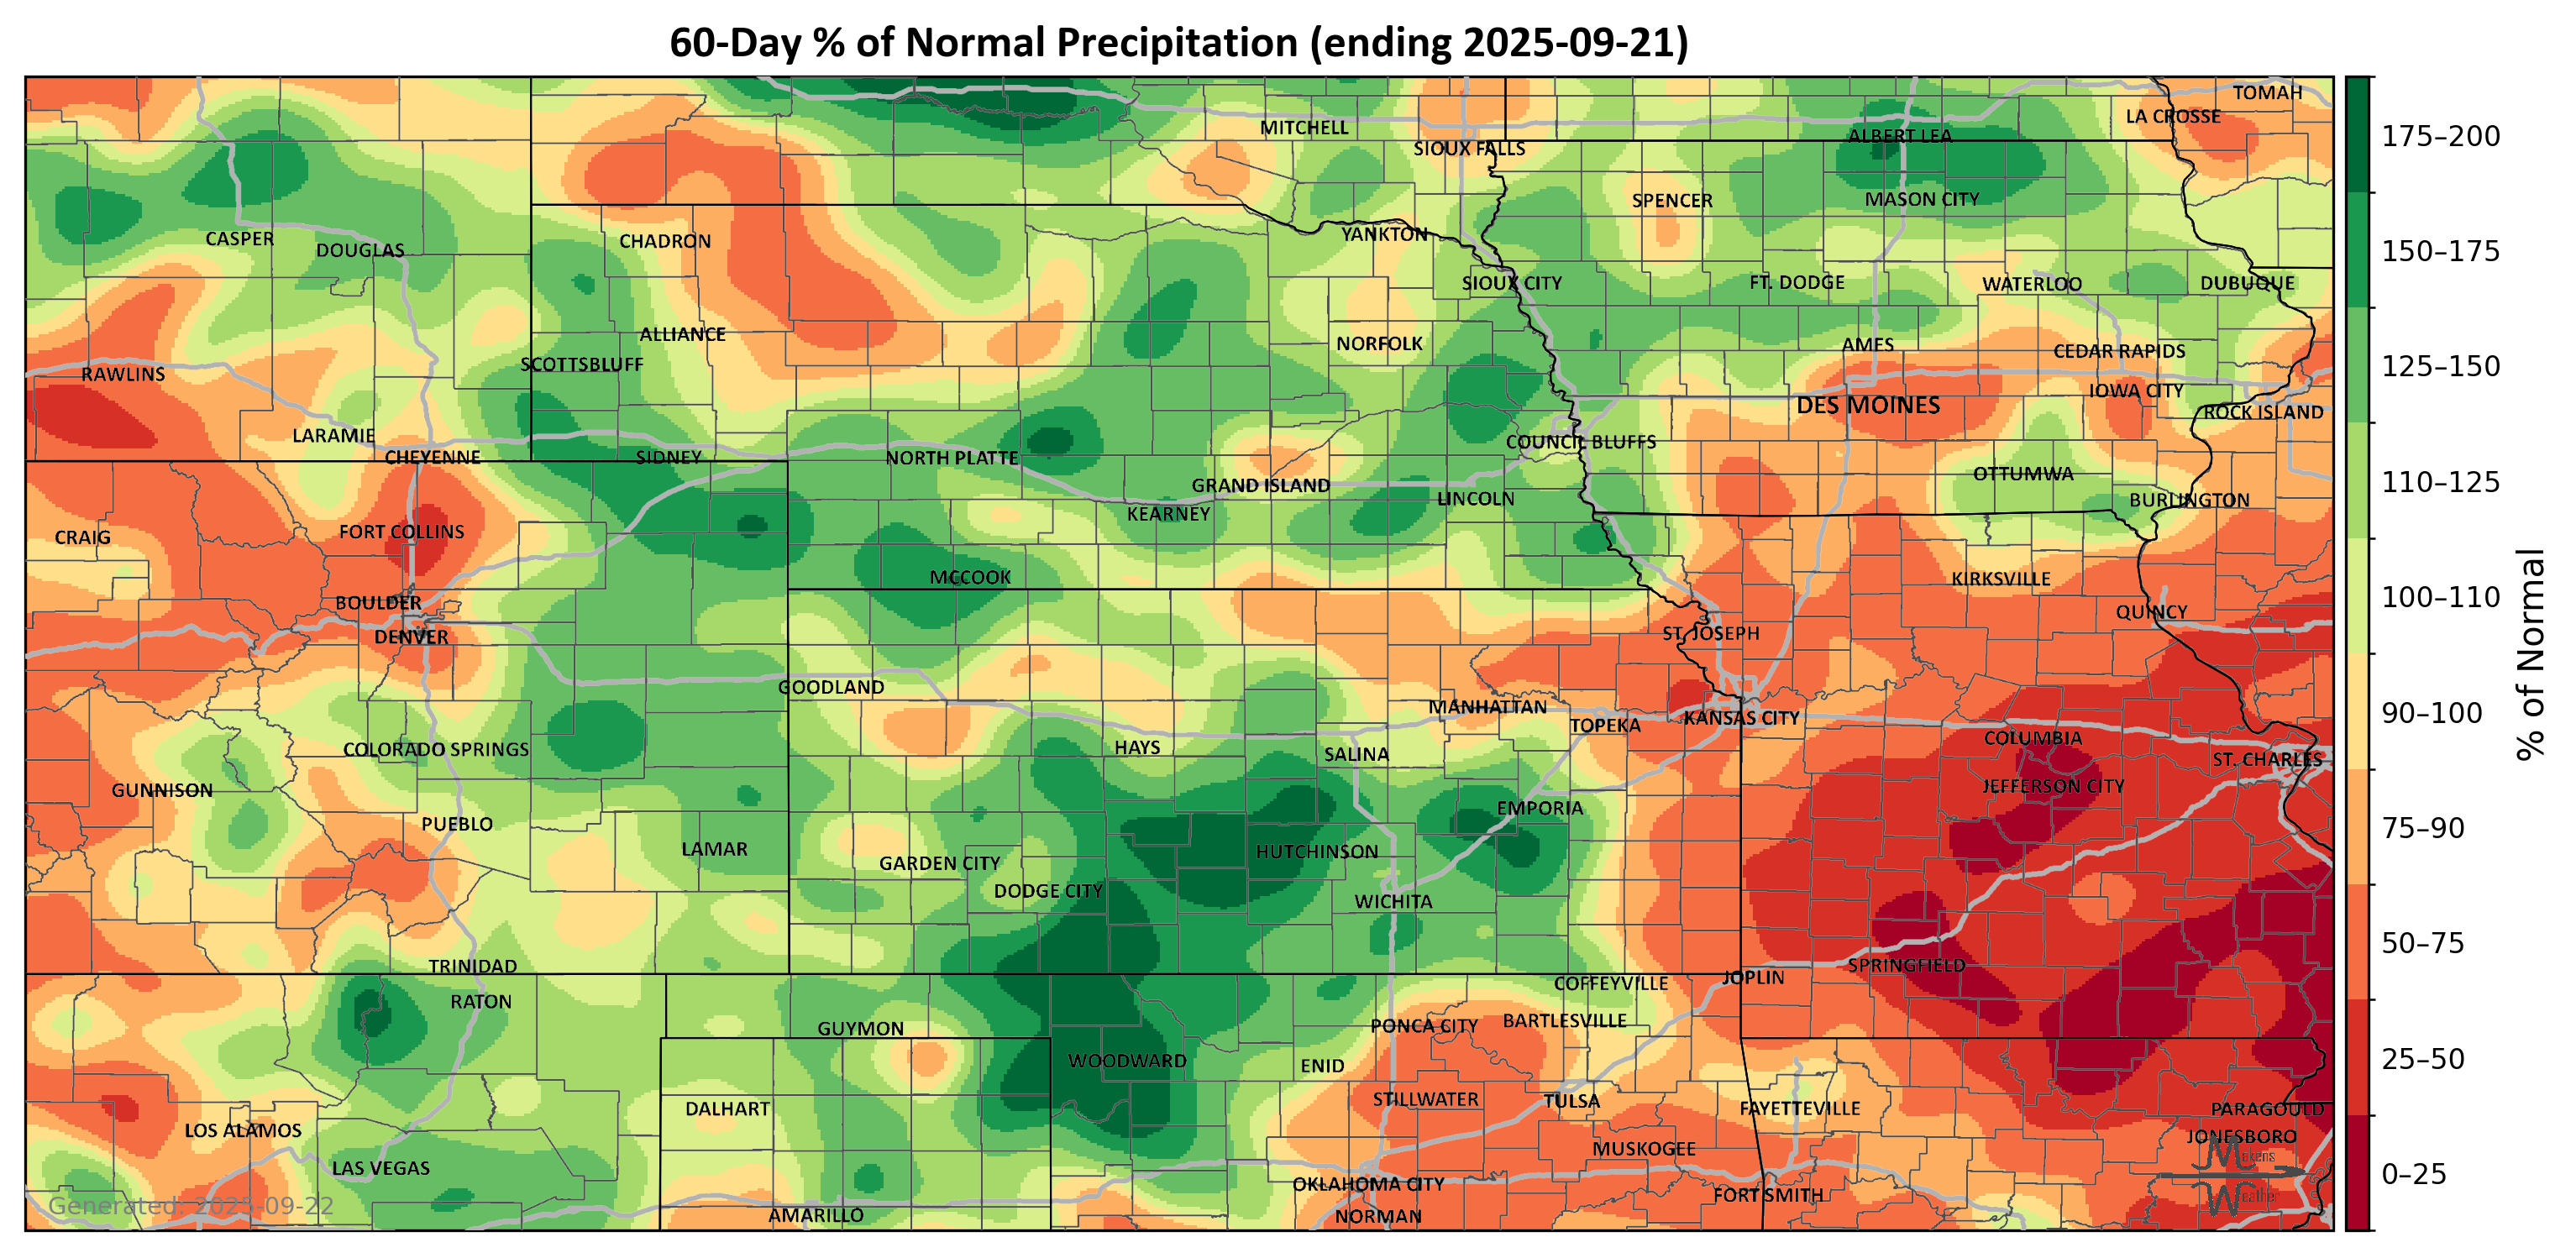 60-Day % of Normal Precipitation (ending 2025-09-21)
TOMAH
LA CROSSE
MITCHELL
ALBERT LEA
SIOUX FALLS
SPENCER
MASON CITY
CASPER
DOUGLAS
CHADRON
YANKTON
SIOUX CITY
FT. DODGE
WATERLOO
DUBUQUE
ALLIANCE
NORFOLK
AMES
CEDAR RAPIDS
SCOTTSBLUFF
RAWLINS
IOWA CITY
DES MOINES
ROCK ISLAND
LARAMIE
COUNCIL BLUFFS
CHEYENNE
SIDNEY
NORTH PLATTE
OTTUMWA
GRAND ISLAND
LINCOLN
BURLINGTON
KEARNEY
FORT COLLINS
CRAIG
MCCOOK
KIRKSVILLE
BOULDER
QUINCY
DENVER
ST. JOSEPH
GOODLAND
MANHATTAN
KANSAS CITY
TOPEKA
COLUMBIA
COLORADO SPRINGS
HAYS
SALINA
ST. CHARLES
GUNNISON
JEFFERSON CITY
EMPORIA
PUEBLO
LAMAR
HUTCHINSON
GARDEN CITY
DODGE CITY
WICHITA
TRINIDAD
SPRINGFIELD
JOPLIN
COFFEYVILLE
RATON
GUYMON
PONCA CITY
BARTLESVILLE
WOODWARD
ENID
STILLWATER
TULSA
DALHART
FAYETTEVILLE
PARAGOULD
LOS ALAMOS
JONESBORO
MUSKOGEE
Makens
LAS VEGAS
OKLAHOMA CITY
FORT SMITH
Weather
Generated: 2025-09-22
AMARILLO
NORMAN
175–200
150–175
125–150
110–125
100–110
90–100
75–90
50–75
25–50
0–25
% of Normal